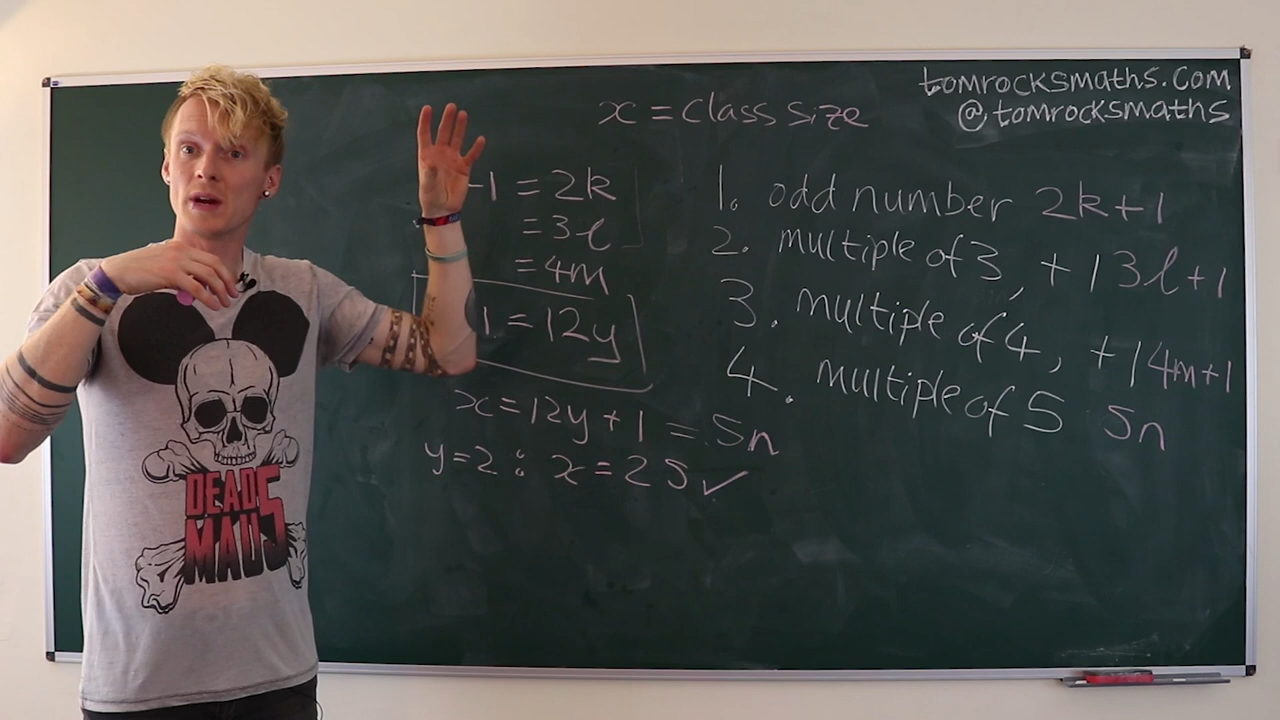 tomrocksmaths.com
@tomrocksmaths
x = class size
-1 = 2k
= 3l
= 4m
1 = 12y
x = 12y + 1 = 5n
y = 2 : x = 25 ✓
1. odd number 2k+1
2. multiple of 3, +1 3l+1
3. multiple of 4, +1 4m+1
4. multiple of 5 5n
DEAD
MAU5